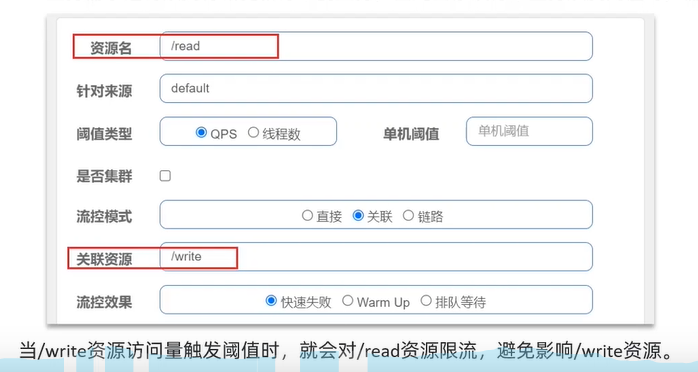 资源名 /read
针对来源 default
阈值类型 QPS 线程数 单机阈值 单机阈值
是否集群
流控模式 直接 关联 链路
关联资源 /write
流控效果 快速失败 Warm Up 排队等待
当/write资源访问量触发阈值时，就会对/read资源限流，避免影响/write资源。